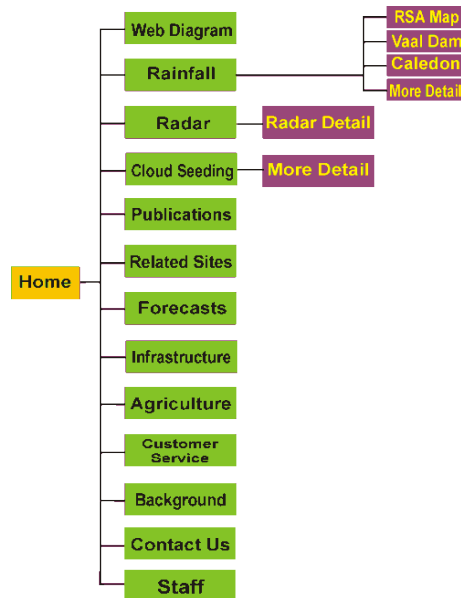 Web Diagram
RSA Map
Vaal Dam
Rainfall
Caledon
More Detail
Radar
Radar Detail
Cloud Seeding
More Detail
Publications
Related Sites
Home
Forecasts
Infrastructure
Agriculture
Customer
Service
Background
Contact Us
Staff